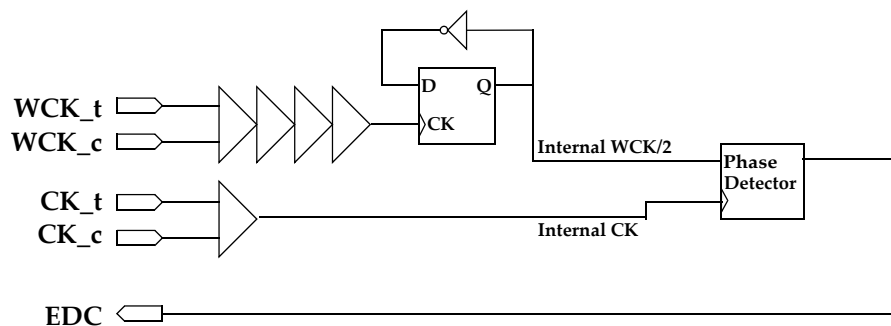 D Q
CK
WCK_t
WCK_c
Internal WCK/2
Phase
Detector
CK_t
CK_c
Internal CK
EDC